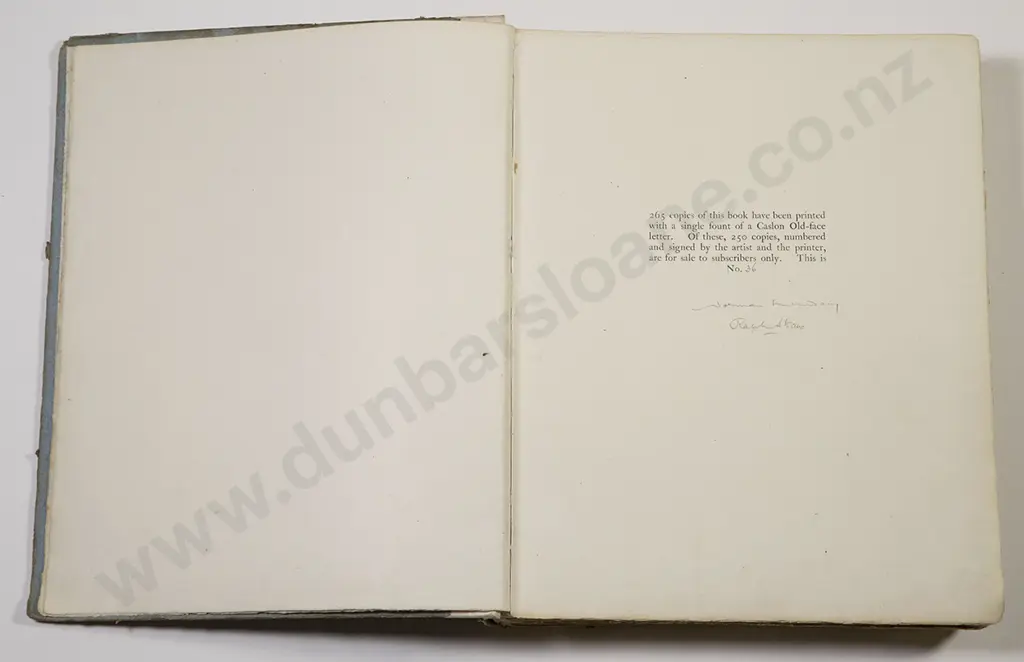 265 copies of this book have been printed
with a single fount of a Caslon Old-face
letter. Of these, 250 copies, numbered
and signed by the artist and the printer,
are for sale to subscribers only. This is
No. 36
Norman Lindsay
www.dunbarsloane.co.nz